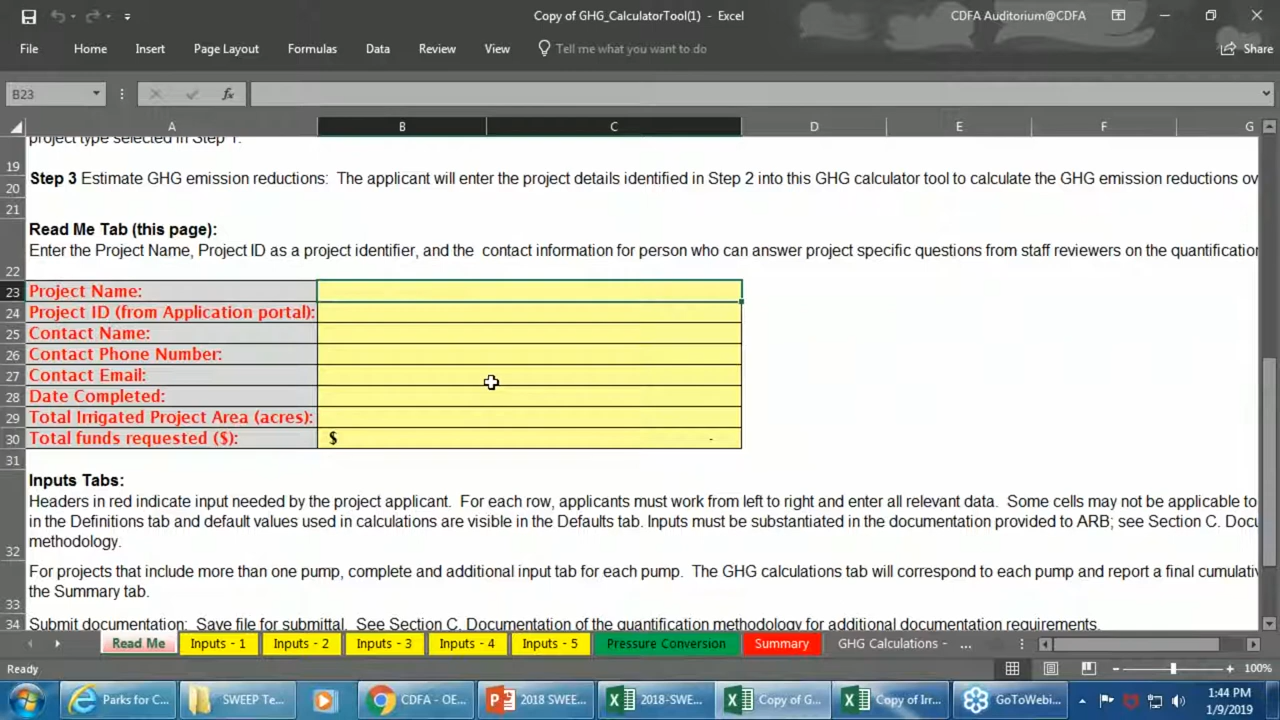 Copy of GHG_CalculatorTool(1) - Excel
CDFA Auditorium@CDFA
File Home Insert Page Layout Formulas Data Review View Tell me what you want to do Share
B23 fx
A B C D E F G
project type selected in Step 1.
19
20 Step 3 Estimate GHG emission reductions: The applicant will enter the project details identified in Step 2 into this GHG calculator tool to calculate the GHG emission reductions ov
21
Read Me Tab (this page):
Enter the Project Name, Project ID as a project identifier, and the contact information for person who can answer project specific questions from staff reviewers on the quantification
22
23 Project Name:
24 Project ID (from Application portal):
25 Contact Name:
26 Contact Phone Number:
27 Contact Email:
28 Date Completed:
29 Total Irrigated Project Area (acres):
30 Total funds requested ($): $ -
31
Inputs Tabs:
Headers in red indicate input needed by the project applicant. For each row, applicants must work from left to right and enter all relevant data. Some cells may not be applicable to
in the Definitions tab and default values used in calculations are visible in the Defaults tab. Inputs must be substantiated in the documentation provided to ARB; see Section C. Docu
32 methodology.
For projects that include more than one pump, complete and additional input tab for each pump. The GHG calculations tab will correspond to each pump and report a final cumulativ
33 the Summary tab.
34 Submit documentation: Save file for submittal. See Section C. Documentation of the quantification methodology for additional documentation requirements.
Read Me Inputs - 1 Inputs - 2 Inputs - 3 Inputs - 4 Inputs - 5 Pressure Conversion Summary GHG Calculations - ...
Ready 100%
Parks for C... SWEEP Te... CDFA - OE... 2018 SWEE... 2018-SWE... Copy of G... Copy of Irr... GoToWebi... 1:44 PM
1/9/2019